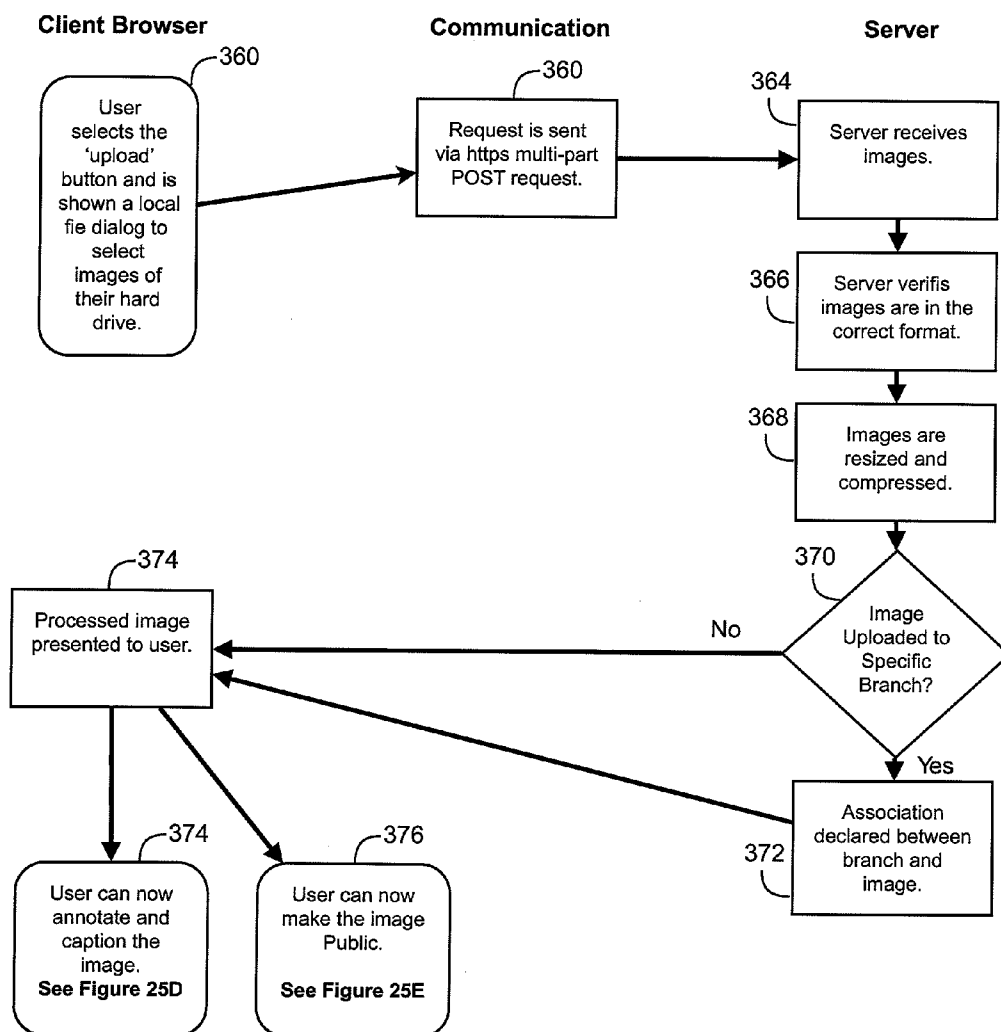 Client Browser
Communication
Server
360
User
selects the
‘upload’
button and is
shown a local
fie dialog to
select
images of
their hard
drive.
360
Request is sent
via https multi-part
POST request.
364
Server receives
images.
366
Server verifis
images are in the
correct format.
368
Images are
resized and
compressed.
370
Image
Uploaded to
Specific
Branch?
No
Yes
372
Association
declared between
branch and
image.
374
Processed image
presented to user.
374
User can now
annotate and
caption the
image.
See Figure 25D
376
User can now
make the image
Public.
See Figure 25E